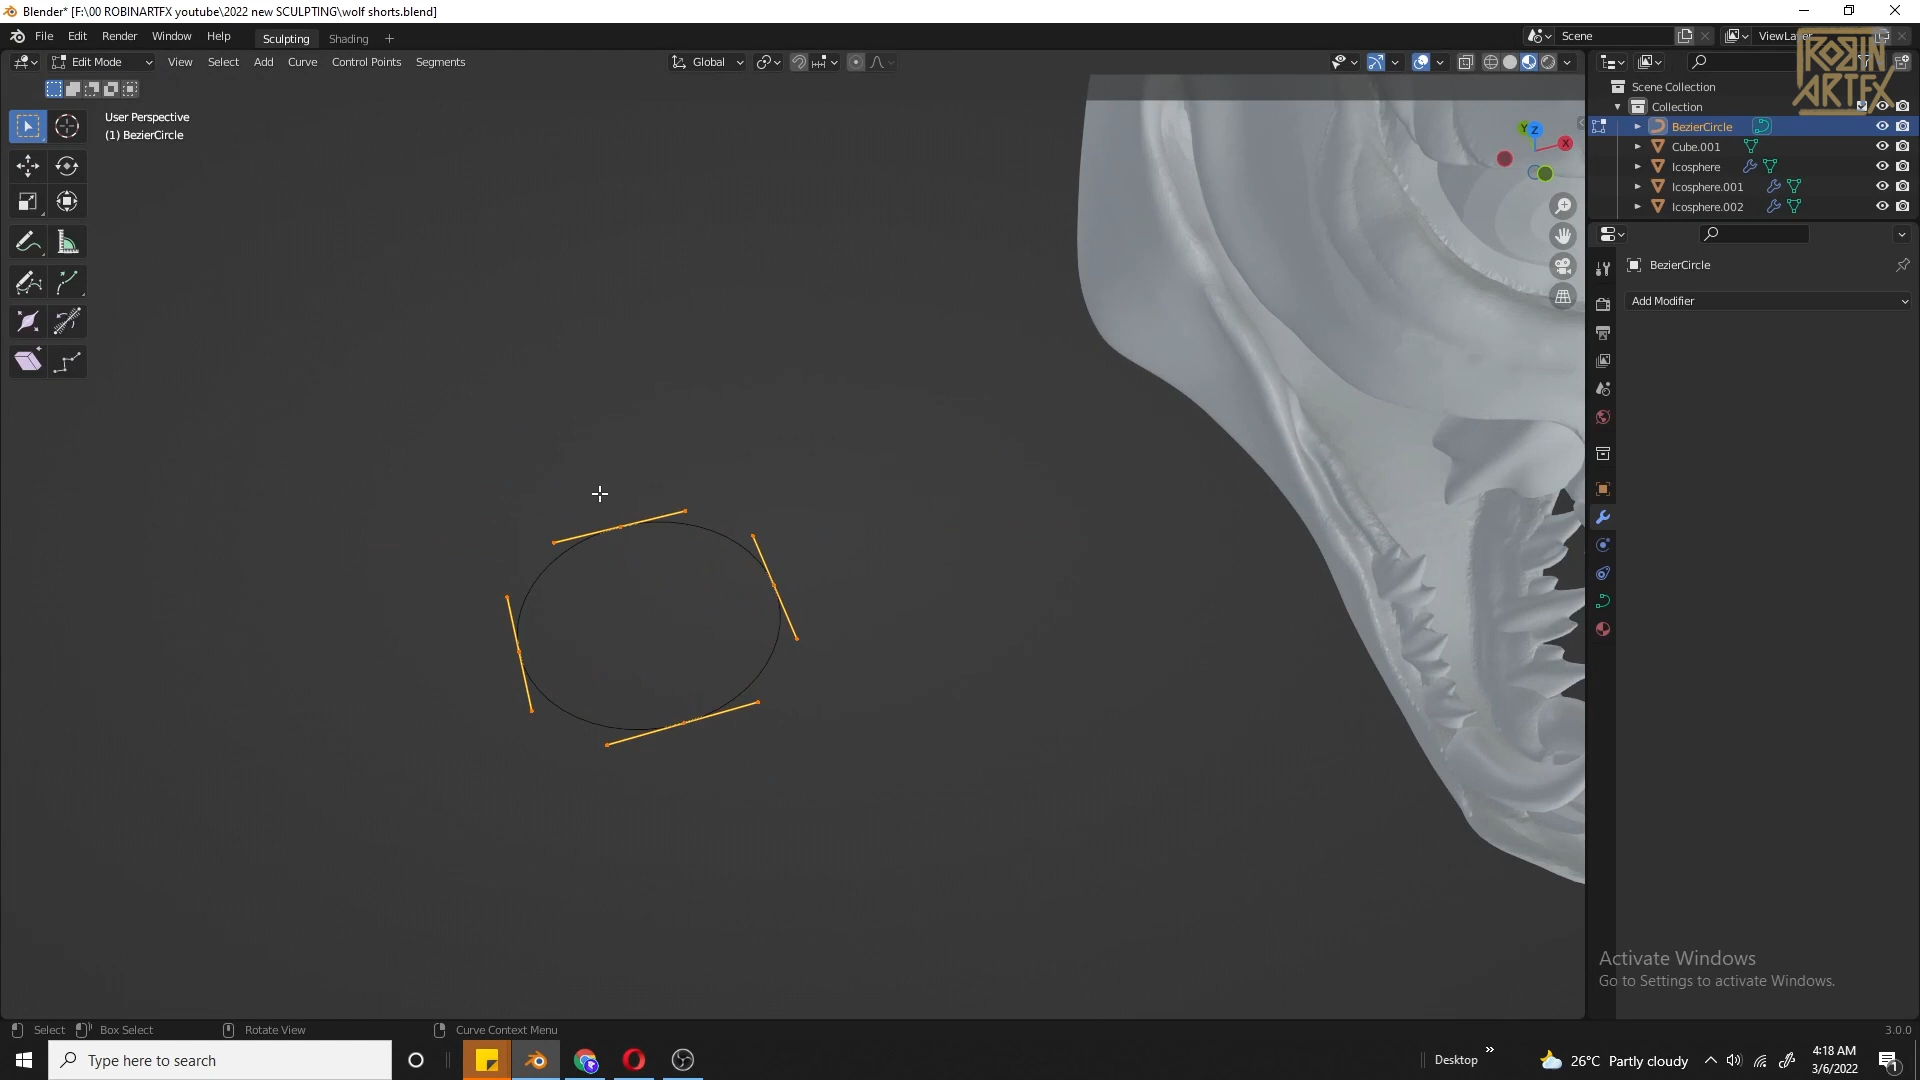 Blender* [F:\00 ROBINARTFX youtube\2022 new SCULPTING\wolf shorts.blend]
File Edit Render Window Help Sculpting Shading + Scene ViewLayer
Edit Mode View Select Add Curve Control Points Segments Global
ROBIN
ARTFX
User Perspective
(1) BezierCircle
Y Z X
Scene Collection
Collection
BezierCircle
Cube.001
Icosphere
Icosphere.001
Icosphere.002
BezierCircle
Add Modifier
Activate Windows
Go to Settings to activate Windows.
Select Box Select Rotate View Curve Context Menu 3.0.0
Type here to search
Desktop
26°C Partly cloudy
4:18 AM
3/6/2022
1